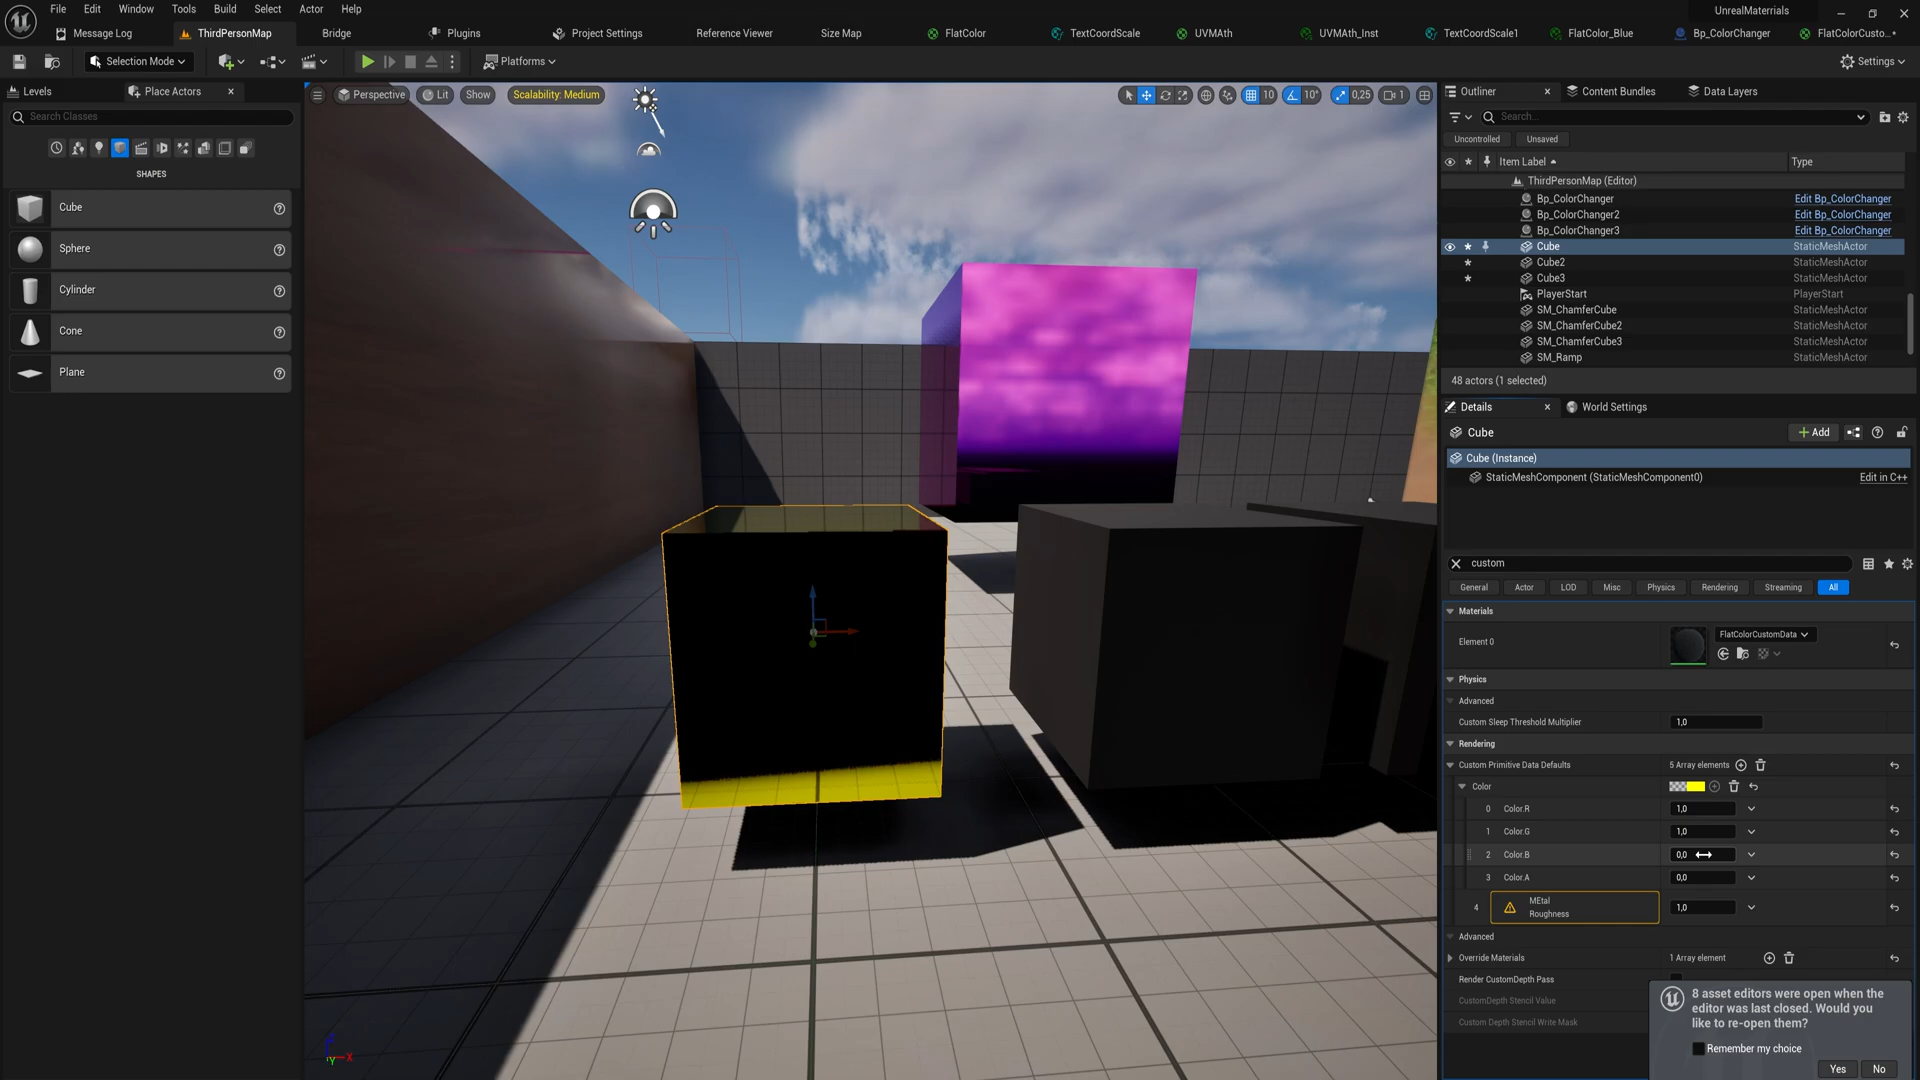 File Edit Window Tools Build Select Actor Help
UnrealMaterials
Message Log ThirdPersonMap Bridge Plugins Project Settings Reference Viewer Size Map FlatColor TextCoordScale UVMAth UVMAth_Inst TextCoordScale1 FlatColor_Blue Bp_ColorChanger FlatColorCusto...*
Selection Mode Platforms Settings
Levels Place Actors
Search Classes
SHAPES
Cube
Sphere
Cylinder
Cone
Plane
Perspective Lit Show Scalability: Medium 10 10° 0,25 1
Outliner Content Bundles Data Layers
Search...
Uncontrolled Unsaved
Item Label Type
ThirdPersonMap (Editor)
Bp_ColorChanger Edit Bp_ColorChanger
Bp_ColorChanger2 Edit Bp_ColorChanger
Bp_ColorChanger3 Edit Bp_ColorChanger
Cube StaticMeshActor
Cube2 StaticMeshActor
Cube3 StaticMeshActor
PlayerStart PlayerStart
SM_ChamferCube StaticMeshActor
SM_ChamferCube2 StaticMeshActor
SM_ChamferCube3 StaticMeshActor
SM_Ramp StaticMeshActor
48 actors (1 selected)
Details World Settings
Cube Add
Cube (Instance)
StaticMeshComponent (StaticMeshComponent0) Edit in C++
custom
General Actor LOD Misc Physics Rendering Streaming All
Materials
Element 0 FlatColorCustomData
Physics
Advanced
Custom Sleep Threshold Multiplier 1,0
Rendering
Custom Primitive Data Defaults 5 Array elements
Color
0 Color.R 1,0
1 Color.G 1,0
2 Color.B 0,0
3 Color.A 0,0
4 MEtal Roughness 1,0
Advanced
Override Materials 1 Array element
Render CustomDepth Pass
CustomDepth Stencil Value
Custom Depth Stencil Write Mask
8 asset editors were open when the
editor was last closed. Would you
like to re-open them?
Remember my choice
Yes No
X
Y